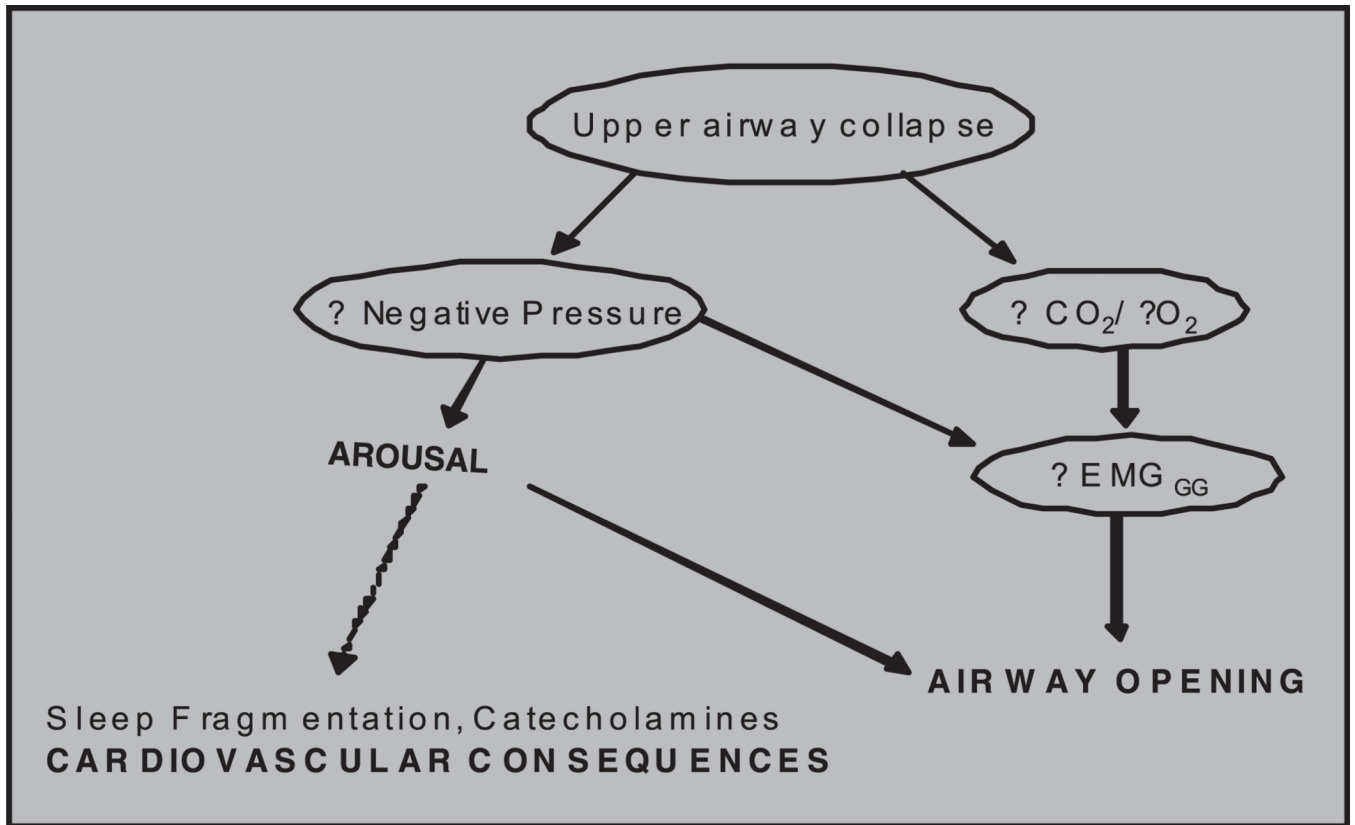 Upper airway collapse
? Negative Pressure
? CO2/ ?O2
AROUSAL
? EMG GG
AIRWAY OPENING
Sleep Fragmentation, Catecholamines
CARDIOVASCULAR CONSEQUENCES